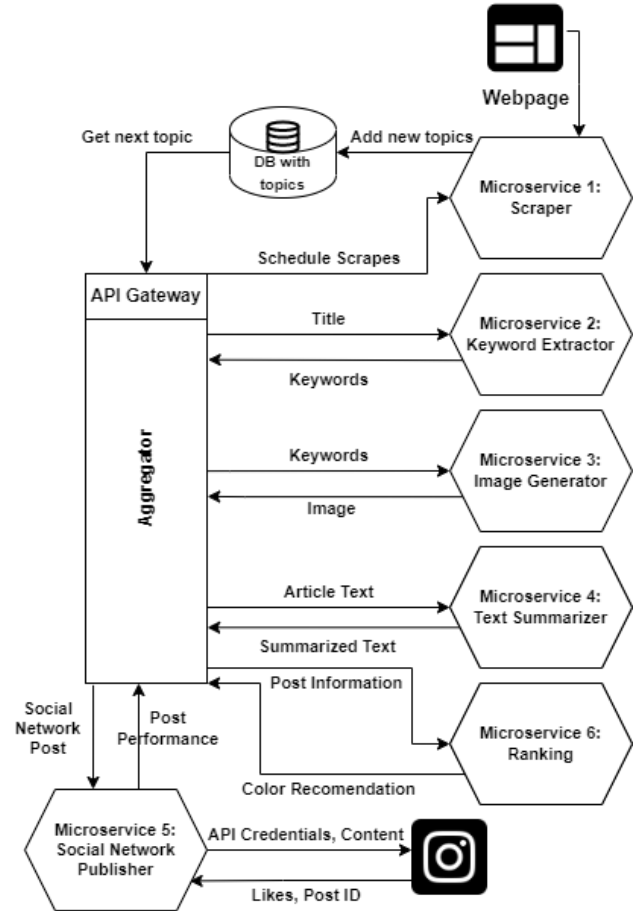 Webpage
Get next topic
DB with
topics
Add new topics
Microservice 1:
Scraper
Schedule Scrapes
API Gateway
Title
Microservice 2:
Keyword Extractor
Keywords
Aggregator
Keywords
Microservice 3:
Image Generator
Image
Article Text
Microservice 4:
Text Summarizer
Summarized Text
Post Information
Social
Network
Post
Post
Performance
Microservice 6:
Ranking
Color Recomendation
Microservice 5:
Social Network
Publisher
API Credentials, Content
Likes, Post ID